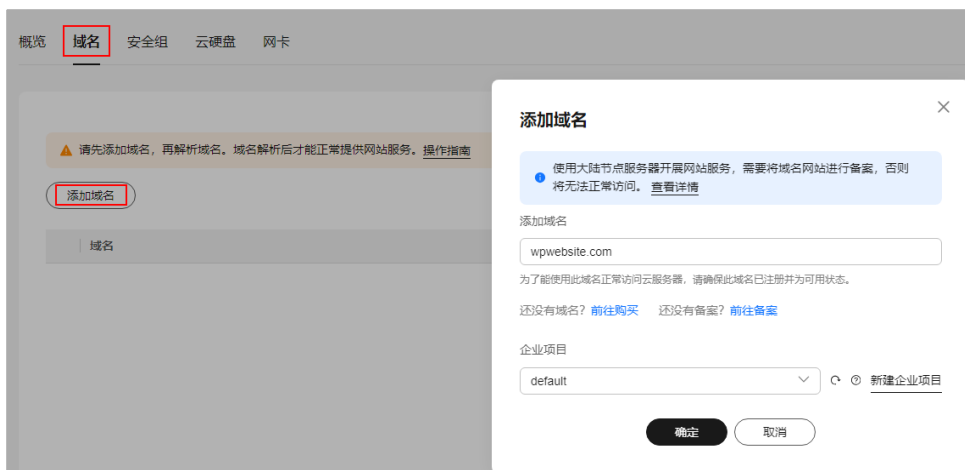 概览 域名 安全组 云硬盘 网卡
请先添加域名，再解析域名。域名解析后才能正常提供网站服务。操作指南
添加域名
域名
添加域名
使用大陆节点服务器开展网站服务，需要将域名网站进行备案，否则
将无法正常访问。 查看详情
添加域名
wpwebsite.com
为了能使用此域名正常访问云服务器，请确保此域名已注册并为可用状态。
还没有域名？前往购买 还没有备案？前往备案
企业项目
default 新建企业项目
确定 取消